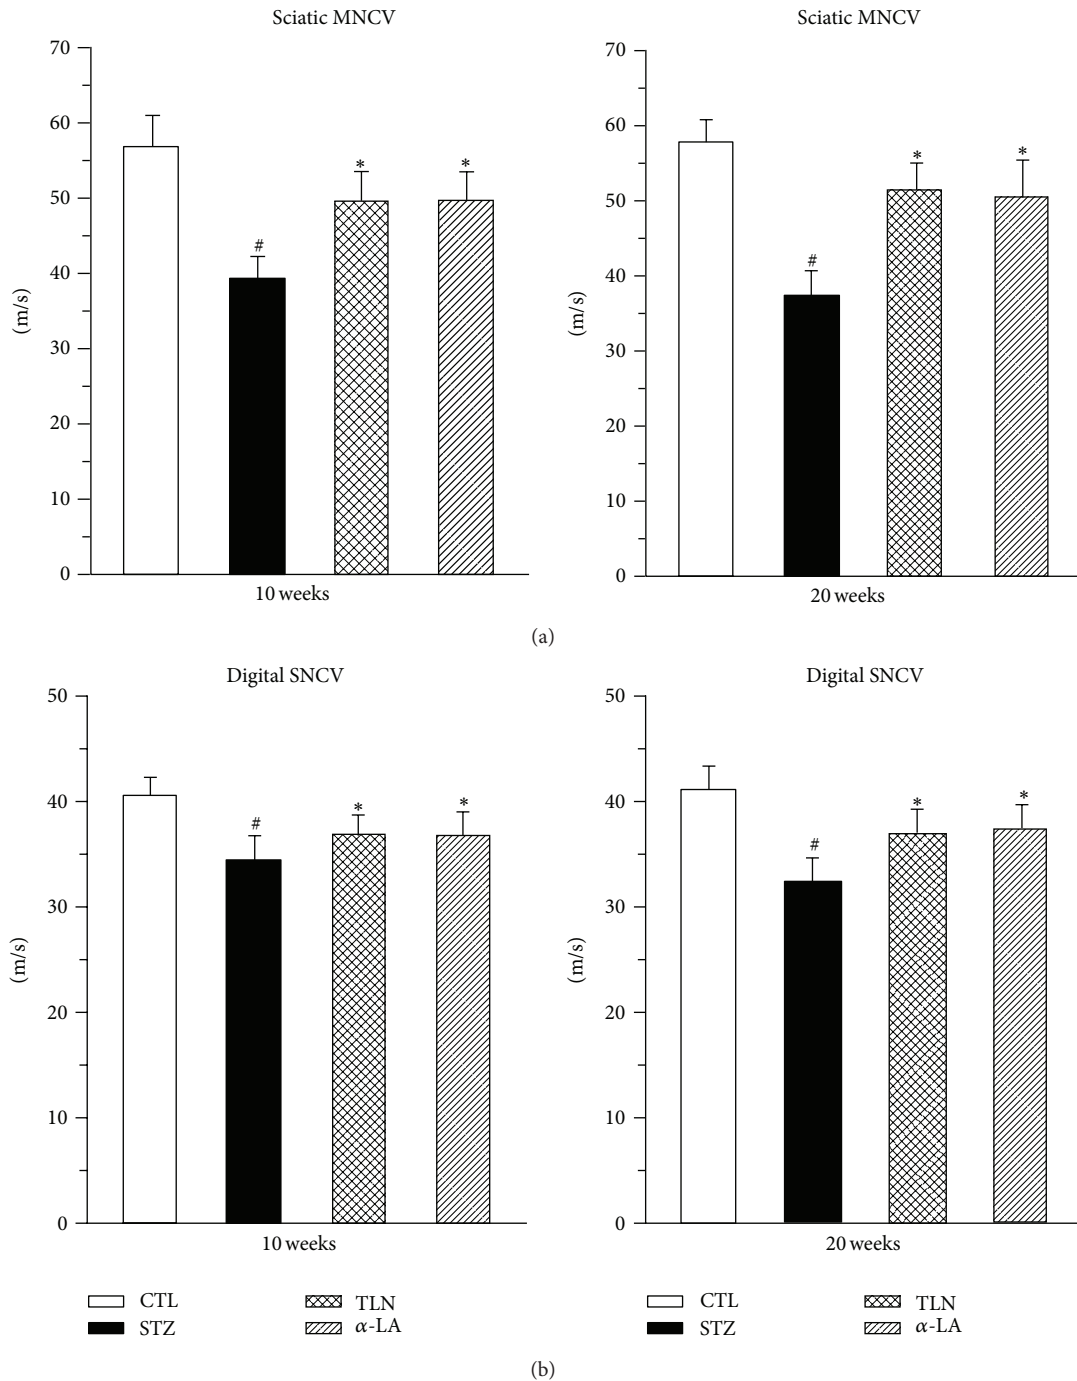 Sciatic MNCV
70
60
50
40
30
20
10
0
(m/s)
#
*
*
10 weeks
Sciatic MNCV
70
60
50
40
30
20
10
0
(m/s)
#
*
*
20 weeks
(a)
Digital SNCV
50
40
30
20
10
0
(m/s)
#
*
*
10 weeks
CTL
STZ
TLN
α-LA
Digital SNCV
50
40
30
20
10
0
(m/s)
#
*
*
20 weeks
CTL
STZ
TLN
α-LA
(b)